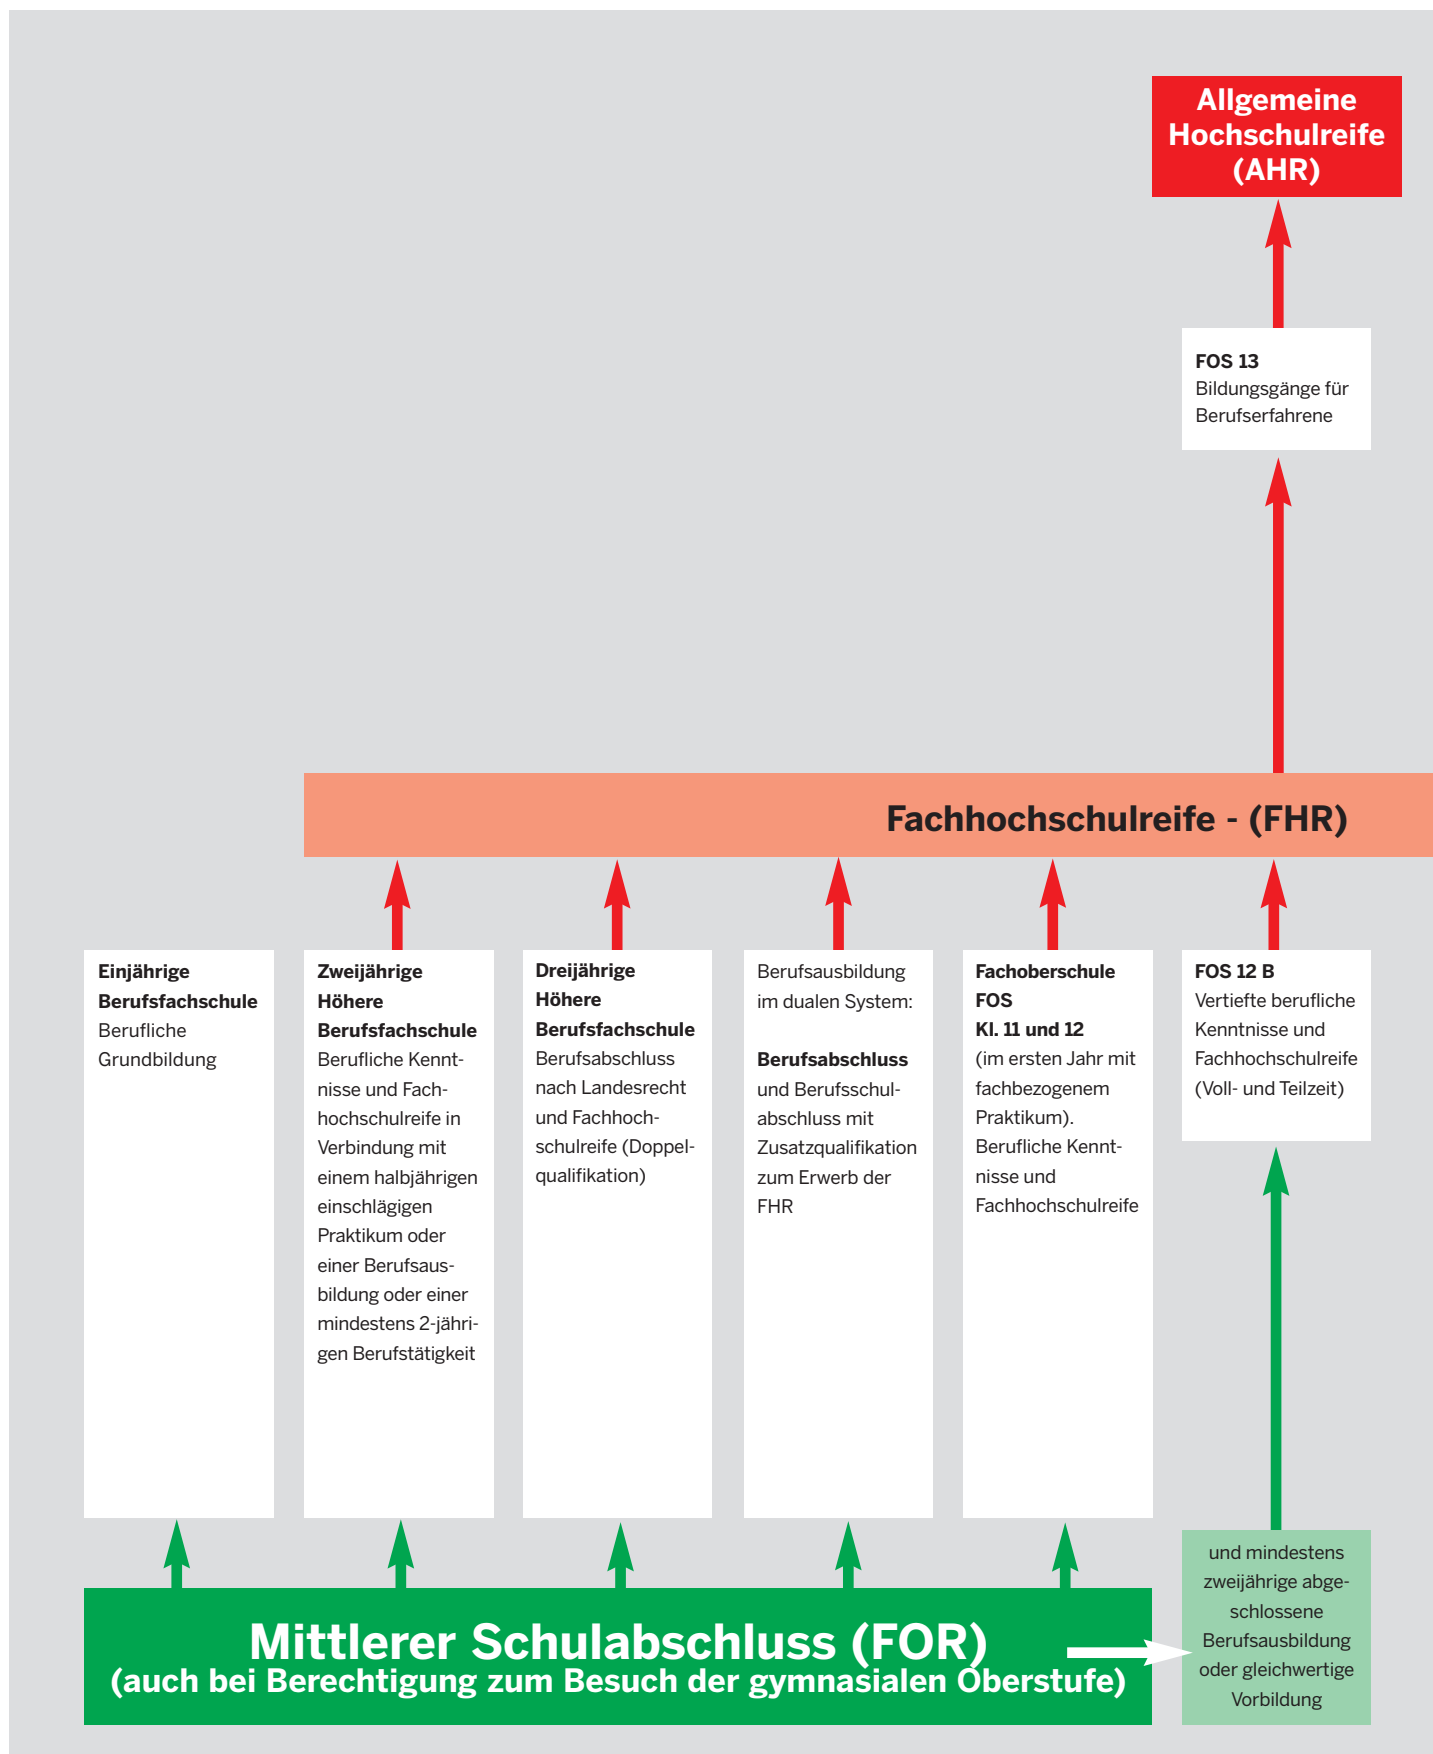 Allgemeine
Hochschulreife
(AHR)
FOS 13
Bildungsgänge für
Berufserfahrene
Fachhochschulreife - (FHR)
Einjährige
Berufsfachschule
Berufliche
Grundbildung
Zweijährige
Höhere
Berufsfachschule
Berufliche Kennt-
nisse und Fach-
hochschulreife in
Verbindung mit
einem halbjährigen
einschlägigen
Praktikum oder
einer Berufsaus-
bildung oder einer
mindestens 2-jähri-
gen Berufstätigkeit
Dreijährige
Höhere
Berufsfachschule
Berufsabschluss
nach Landesrecht
und Fachhoch-
schulreife (Doppel-
qualifikation)
Berufsausbildung
im dualen System:
Berufsabschluss
und Berufsschul-
abschluss mit
Zusatzqualifikation
zum Erwerb der
FHR
Fachoberschule
FOS
Kl. 11 und 12
(im ersten Jahr mit
fachbezogenem
Praktikum).
Berufliche Kennt-
nisse und
Fachhochschulreife
FOS 12 B
Vertiefte berufliche
Kenntnisse und
Fachhochschulreife
(Voll- und Teilzeit)
Mittlerer Schulabschluss (FOR)
(auch bei Berechtigung zum Besuch der gymnasialen Oberstufe)
und mindestens
zweijährige abge-
schlossene
Berufsausbildung
oder gleichwertige
Vorbildung